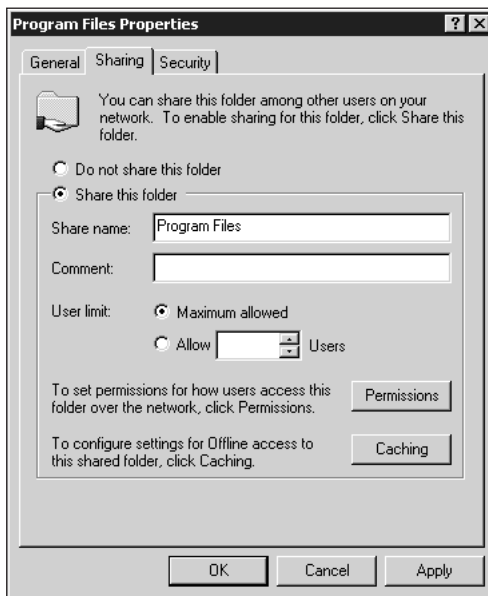 Program Files Properties
? X
General Sharing Security
You can share this folder among other users on your
network. To enable sharing for this folder, click Share this
folder.
Do not share this folder
Share this folder
Share name: Program Files
Comment:
User limit: Maximum allowed
Allow Users
To set permissions for how users access this
folder over the network, click Permissions.
Permissions
To configure settings for Offline access to
this shared folder, click Caching.
Caching
OK Cancel Apply